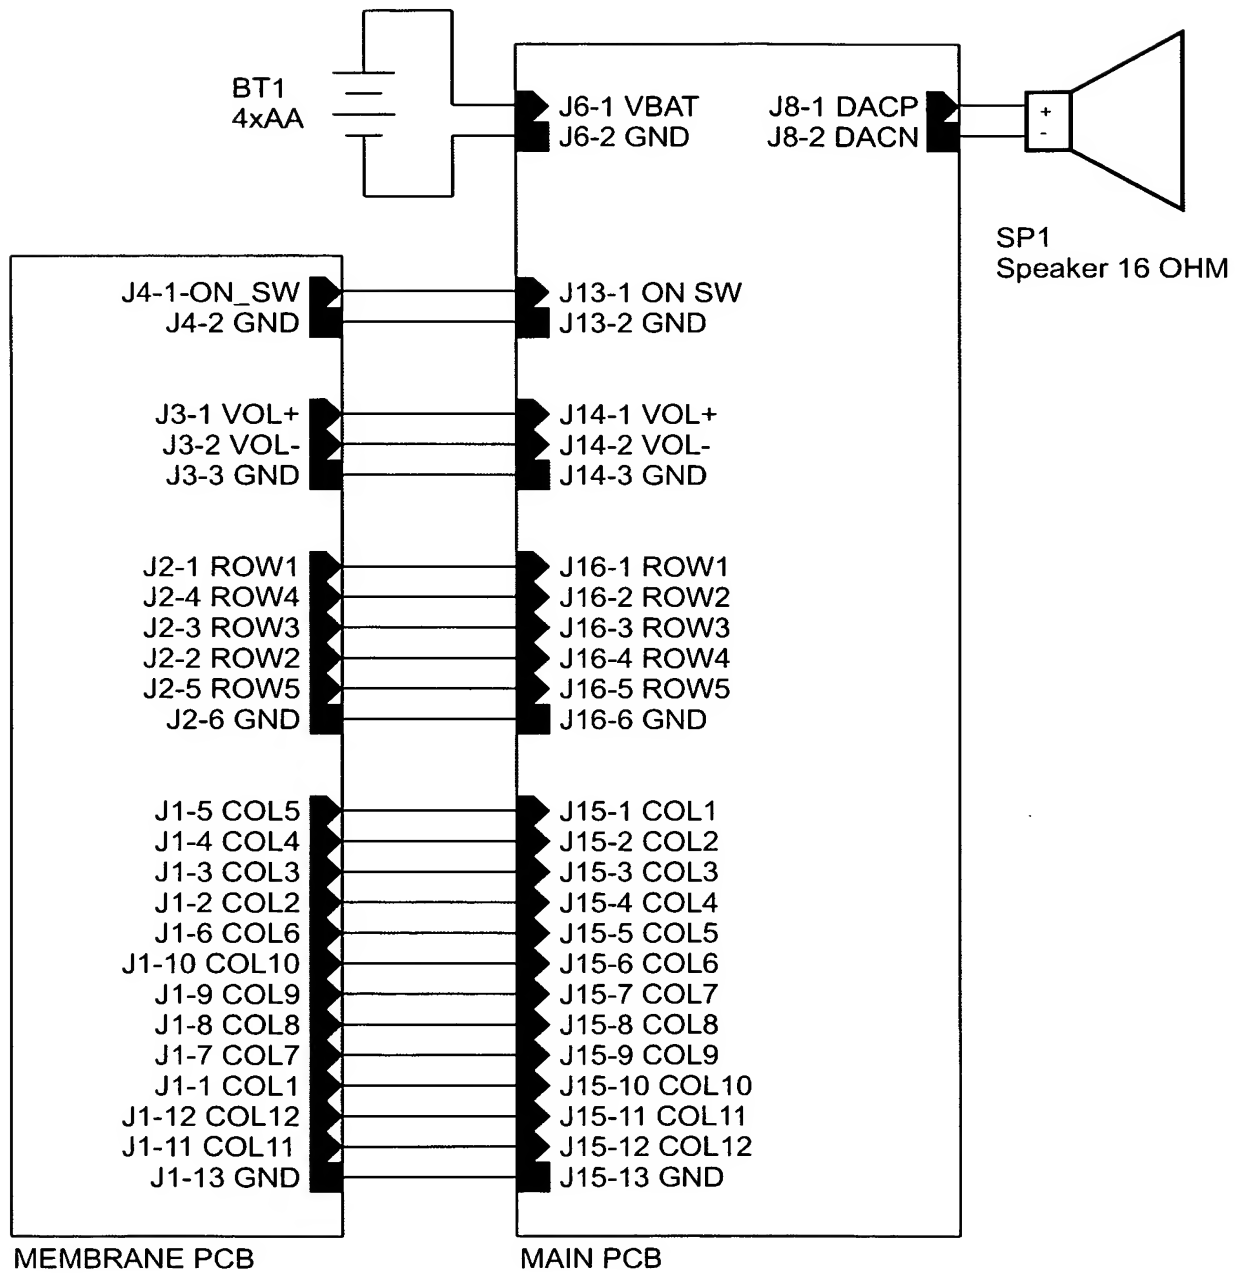 BT1
4xAA
J6-1 VBAT
J6-2 GND
J8-1 DACP
J8-2 DACN
+
-
SP1
Speaker 16 OHM
J4-1-ON_SW
J4-2 GND
J13-1 ON SW
J13-2 GND
J3-1 VOL+
J3-2 VOL-
J3-3 GND
J14-1 VOL+
J14-2 VOL-
J14-3 GND
J2-1 ROW1
J2-4 ROW4
J2-3 ROW3
J2-2 ROW2
J2-5 ROW5
J2-6 GND
J16-1 ROW1
J16-2 ROW2
J16-3 ROW3
J16-4 ROW4
J16-5 ROW5
J16-6 GND
J1-5 COL5
J1-4 COL4
J1-3 COL3
J1-2 COL2
J1-6 COL6
J1-10 COL10
J1-9 COL9
J1-8 COL8
J1-7 COL7
J1-1 COL1
J1-12 COL12
J1-11 COL11
J1-13 GND
J15-1 COL1
J15-2 COL2
J15-3 COL3
J15-4 COL4
J15-5 COL5
J15-6 COL6
J15-7 COL7
J15-8 COL8
J15-9 COL9
J15-10 COL10
J15-11 COL11
J15-12 COL12
J15-13 GND
MEMBRANE PCB
MAIN PCB